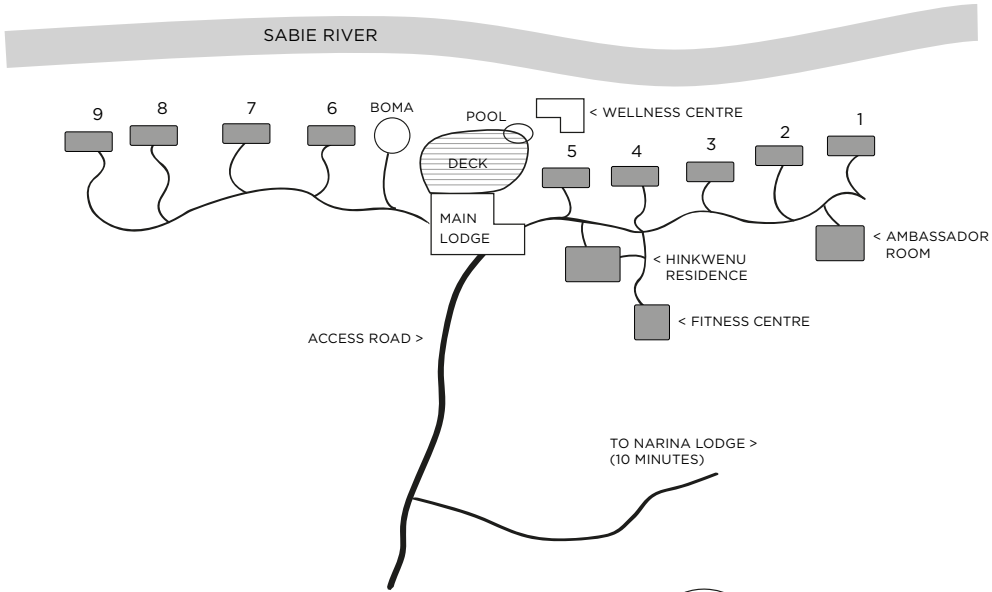 SABIE RIVER
9
8
7
6
BOMA
POOL
< WELLNESS CENTRE
DECK
5
4
3
2
1
MAIN
LODGE
< HINKWENU
RESIDENCE
< AMBASSADOR
ROOM
< FITNESS CENTRE
ACCESS ROAD >
TO NARINA LODGE >
(10 MINUTES)